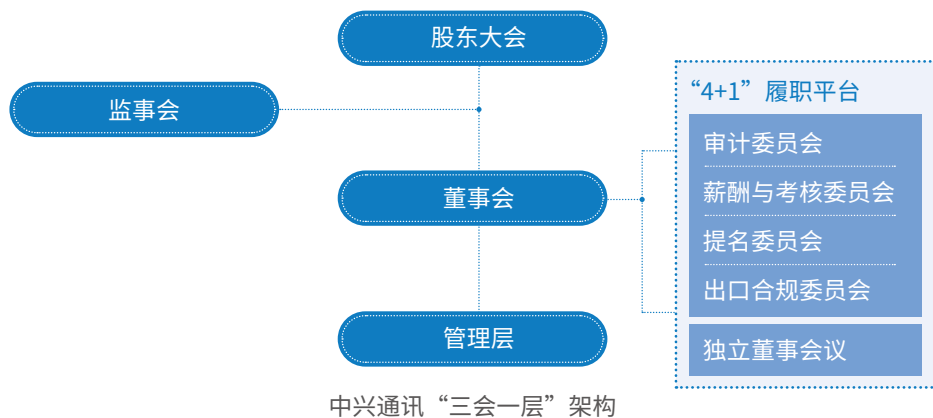 股东大会
监事会
“4+1”履职平台
审计委员会
薪酬与考核委员会
董事会
提名委员会
出口合规委员会
管理层
独立董事会议
中兴通讯“三会一层”架构